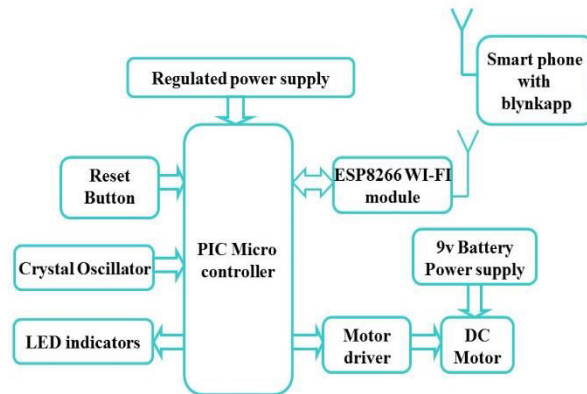 Regulated power supply
Smart phone
with
blynkapp
Reset
Button
ESP8266 WI-FI
module
PIC Micro
controller
Crystal Oscillator
9v Battery
Power supply
LED indicators
Motor
driver
DC
Motor